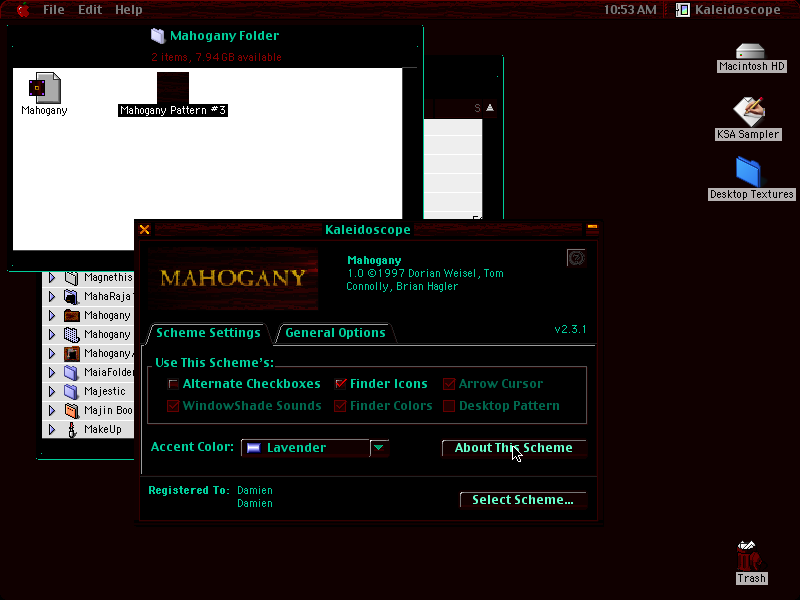 File Edit Help 10:53 AM Kaleidoscope
Mahogany Folder
2 items, 7.94 GB available
Mahogany
Mahogany Pattern #3
S
Macintosh HD
KSA Sampler
Desktop Textures
Magnethis
MahaRaja
Mahogany
Mahogany
Mahogany
MaiaFolder
Majestic
Majin Boo
MakeUp
Kaleidoscope
MAHOGANY
Mahogany
1.0 ©1997 Dorian Weisel, Tom
Connolly, Brian Hagler
v2.3.1
Scheme Settings General Options
Use This Scheme's:
Alternate Checkboxes Finder Icons Arrow Cursor
WindowShade Sounds Finder Colors Desktop Pattern
Accent Color: Lavender About This Scheme
Registered To: Damien
Damien
Select Scheme...
Trash